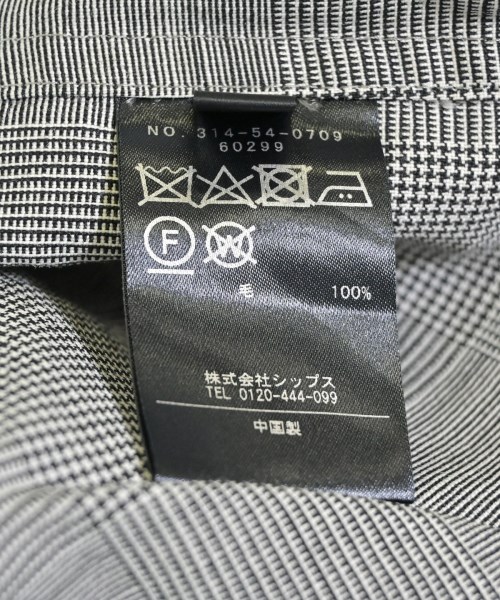 NO. 314-54-0709
60299
F W
毛 100%
株式会社シップス
TEL 0120-444-099
中国製